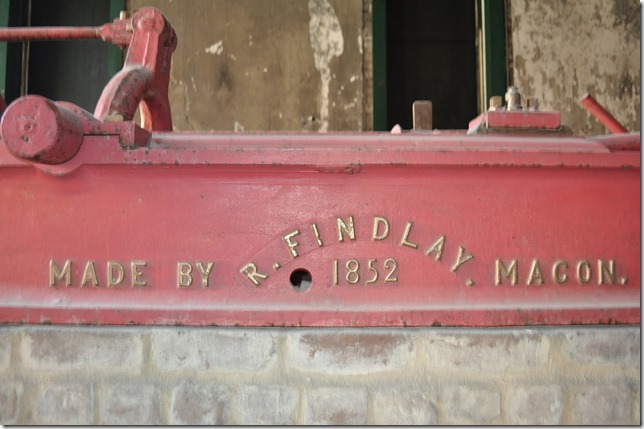 MADE BY R. FINDLAY. MACON.
1852